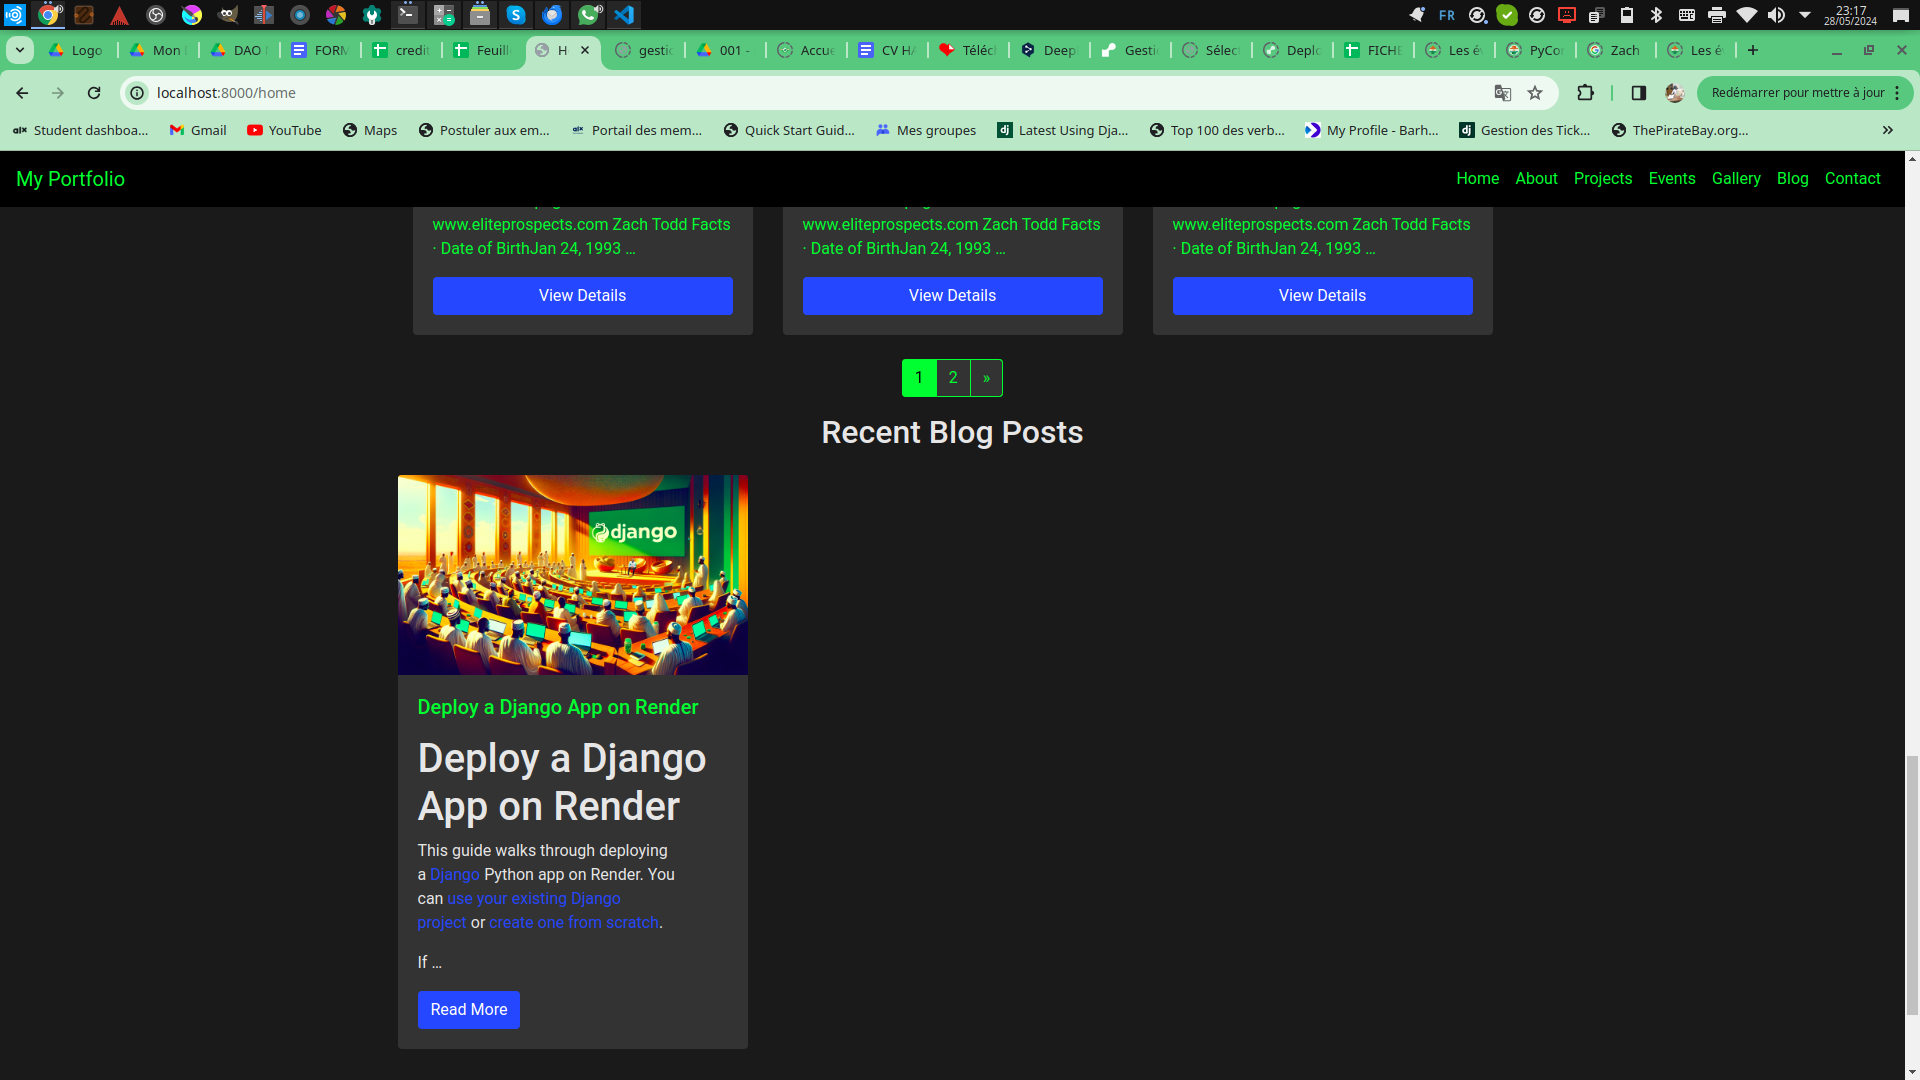 FR
23:17
28/05/2024
Logo
Mon
DAO
FORM
credit
Feuill
H
gestic
001 -
Accue
CV HA
Téléc
Deep
Gesti
Sélec
Deplo
FICHE
Les é
PyCo
Zach
Les é
localhost:8000/home
Redémarrer pour mettre à jour
Student dashboa...
Gmail
YouTube
Maps
Postuler aux em...
Portail des mem...
Quick Start Guid...
Mes groupes
Latest Using Dja...
Top 100 des verb...
My Profile - Barh...
Gestion des Tick...
ThePirateBay.org...
My Portfolio
Home About Projects Events Gallery Blog Contact
www.eliteprospects.com Zach Todd Facts
· Date of BirthJan 24, 1993 ...
View Details
www.eliteprospects.com Zach Todd Facts
· Date of BirthJan 24, 1993 ...
View Details
www.eliteprospects.com Zach Todd Facts
· Date of BirthJan 24, 1993 ...
View Details
1 2 »
Recent Blog Posts
django
Deploy a Django App on Render
Deploy a Django
App on Render
This guide walks through deploying
a Django Python app on Render. You
can use your existing Django
project or create one from scratch.
If ...
Read More